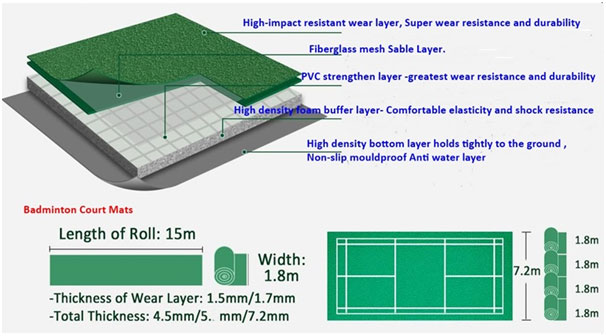 High-impact resistant wear layer, Super wear resistance and durability
Fiberglass mesh Sable Layer.
PVC strengthen layer -greatest wear resistance and durability
High density foam buffer layer- Comfortable elasticity and shock resistance
High density bottom layer holds tightly to the ground ,
Non-slip mouldproof Anti water layer
Badminton Court Mats
Length of Roll: 15m
Width:
1.8m
-Thickness of Wear Layer: 1.5mm/1.7mm
-Total Thickness: 4.5mm/5. mm/7.2mm
7.2m
1.8m
1.8m
1.8m
1.8m